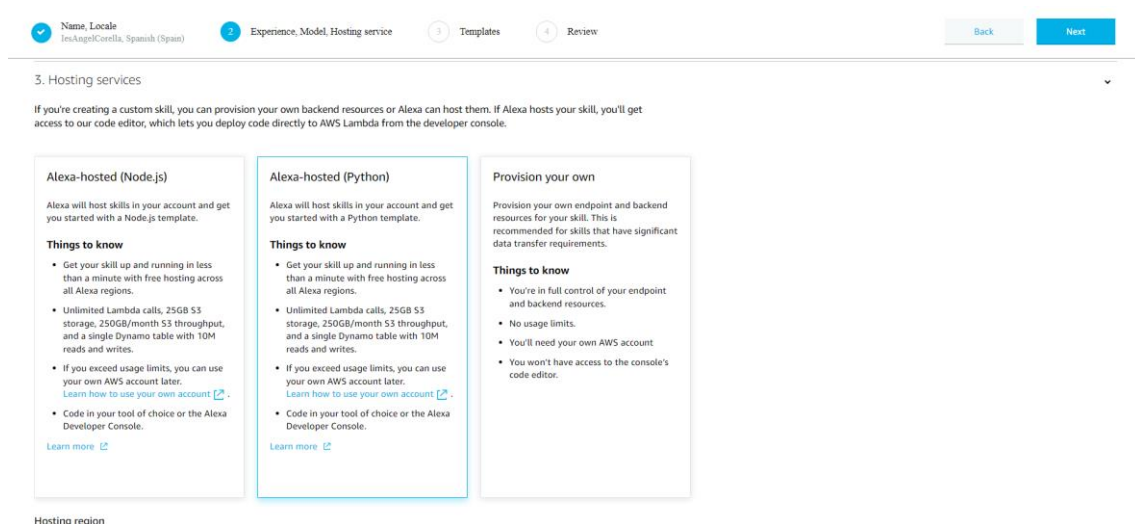 Name, Locale
IesAngelCorella, Spanish (Spain)
2
Experience, Model, Hosting service
3
Templates
4
Review
Back
Next
3. Hosting services
If you're creating a custom skill, you can provision your own backend resources or Alexa can host them. If Alexa hosts your skill, you'll get
access to our code editor, which lets you deploy code directly to AWS Lambda from the developer console.
Alexa-hosted (Node.js)
Alexa will host skills in your account and get
you started with a Node.js template.
Things to know
• Get your skill up and running in less
than a minute with free hosting across
all Alexa regions.
• Unlimited Lambda calls, 25GB S3
storage, 250GB/month S3 throughput,
and a single Dynamo table with 10M
reads and writes.
• If you exceed usage limits, you can use
your own AWS account later.
Learn how to use your own account .
• Code in your tool of choice or the Alexa
Developer Console.
Learn more
Alexa-hosted (Python)
Alexa will host skills in your account and get
you started with a Python template.
Things to know
• Get your skill up and running in less
than a minute with free hosting across
all Alexa regions.
• Unlimited Lambda calls, 25GB S3
storage, 250GB/month S3 throughput,
and a single Dynamo table with 10M
reads and writes.
• If you exceed usage limits, you can use
your own AWS account later.
Learn how to use your own account .
• Code in your tool of choice or the Alexa
Developer Console.
Learn more
Provision your own
Provision your own endpoint and backend
resources for your skill. This is
recommended for skills that have significant
data transfer requirements.
Things to know
• You're in full control of your endpoint
and backend resources.
• No usage limits.
• You'll need your own AWS account
• You won't have access to the console's
code editor.
Hosting region